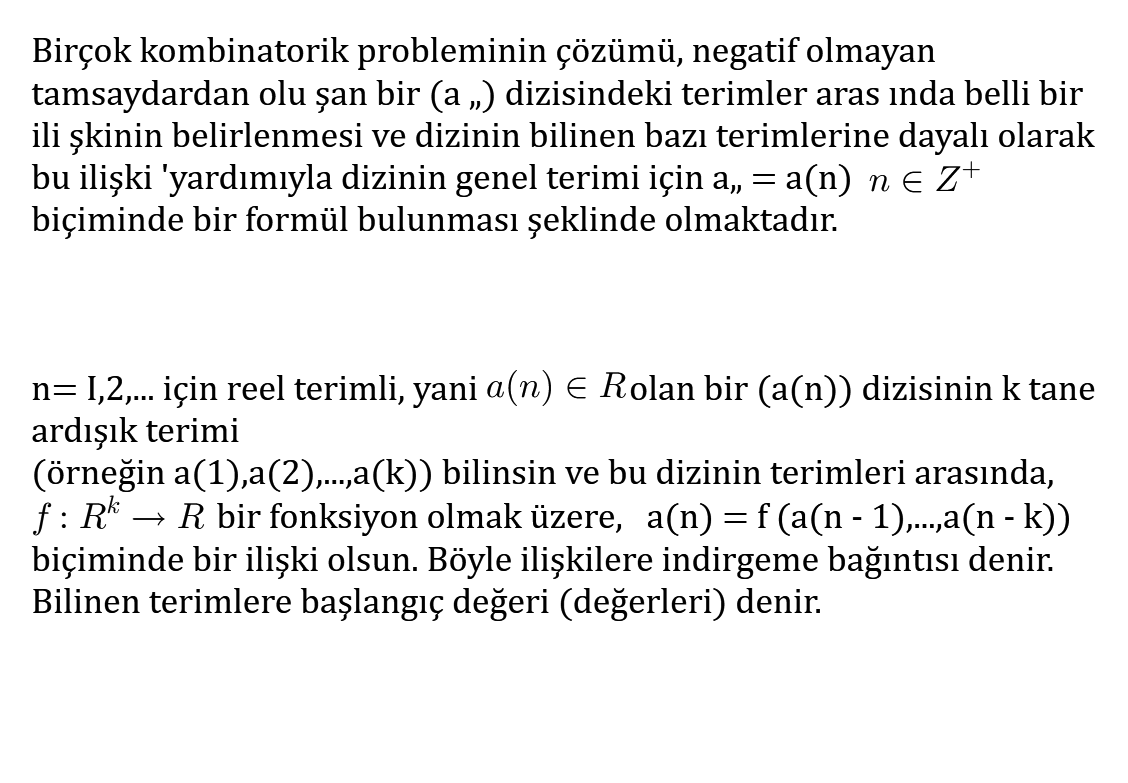 Birçok kombinatorik probleminin çözümü, negatif olmayan
tamsaydardan olu şan bir (a „) dizisindeki terimler aras ında belli bir
ili şkinin belirlenmesi ve dizinin bilinen bazı terimlerine dayalı olarak
bu ilişki 'yardımıyla dizinin genel terimi için a„ = a(n) n ∈ Z⁺
biçiminde bir formül bulunması şeklinde olmaktadır.
n= I,2,... için reel terimli, yani a(n) ∈ R olan bir (a(n)) dizisinin k tane
ardışık terimi
(örneğin a(1),a(2),...,a(k)) bilinsin ve bu dizinin terimleri arasında,
f : Rᵏ → R bir fonksiyon olmak üzere, a(n) = f (a(n - 1),...,a(n - k))
biçiminde bir ilişki olsun. Böyle ilişkilere indirgeme bağıntısı denir.
Bilinen terimlere başlangıç değeri (değerleri) denir.